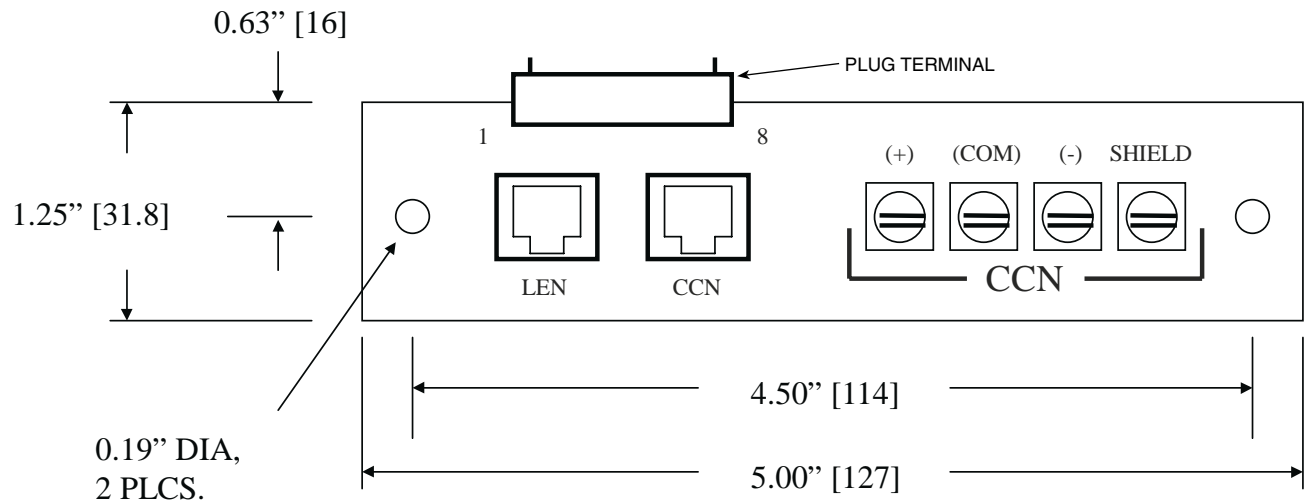 0.63” [16]
PLUG TERMINAL
1
8
(+) (COM) (-) SHIELD
1.25” [31.8]
LEN
CCN
CCN
4.50” [114]
0.19” DIA,
2 PLCS.
5.00” [127]